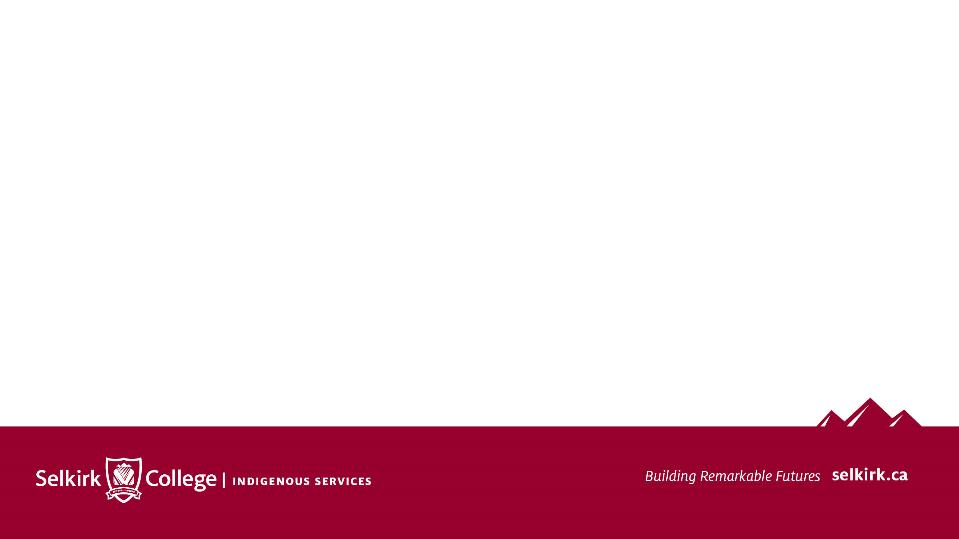 Selkirk College | INDIGENOUS SERVICES
Building Remarkable Futures selkirk.ca